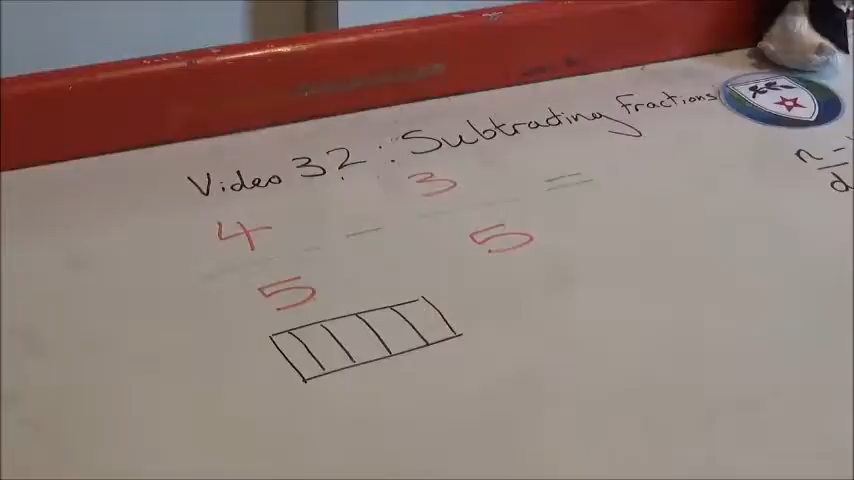 Video 32 : Subtracting fractions
4/5 - 3/5 =
n -
d